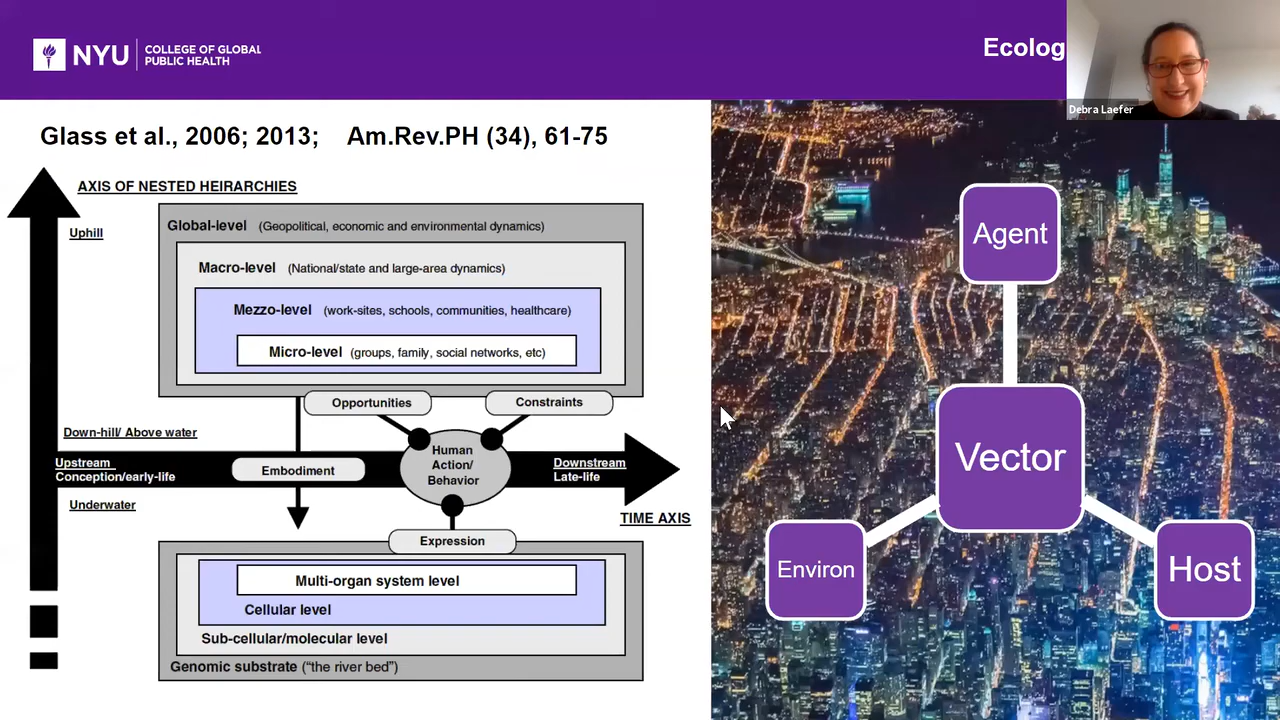 NYU
COLLEGE OF GLOBAL
PUBLIC HEALTH
Ecolog
Debra Laefer
Glass et al., 2006; 2013; Am.Rev.PH (34), 61-75
AXIS OF NESTED HEIRARCHIES
Uphill
Global-level (Geopolitical, economic and environmental dynamics)
Macro-level (National/state and large-area dynamics)
Mezzo-level (work-sites, schools, communities, healthcare)
Micro-level (groups, family, social networks, etc)
Opportunities
Constraints
Down-hill/ Above water
Upstream
Conception/early-life
Embodiment
Human
Action/
Behavior
Downstream
Late-life
Underwater
TIME AXIS
Expression
Multi-organ system level
Cellular level
Sub-cellular/molecular level
Genomic substrate (“the river bed”)
Agent
Vector
Environ
Host